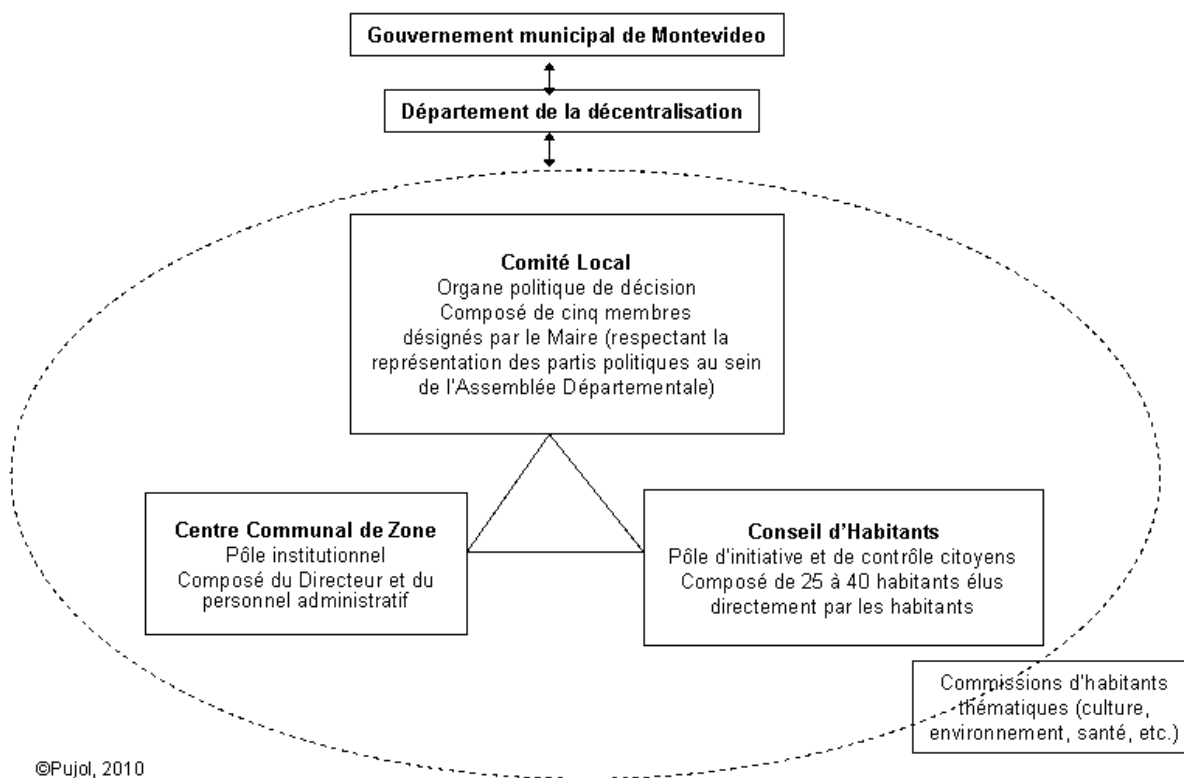 Gouvernement municipal de Montevideo
Département de la décentralisation
Comité Local
Organe politique de décision
Composé de cinq membres
désignés par le Maire (respectant la
représentation des partis politiques au sein
de l'Assemblée Départementale)
Centre Communal de Zone
Pôle institutionnel
Composé du Directeur et du
personnel administratif
Conseil d'Habitants
Pôle d'initiative et de contrôle citoyens
Composé de 25 à 40 habitants élus
directement par les habitants
Commissions d'habitants
thématiques (culture,
environnement, santé, etc.)
©Pujol, 2010